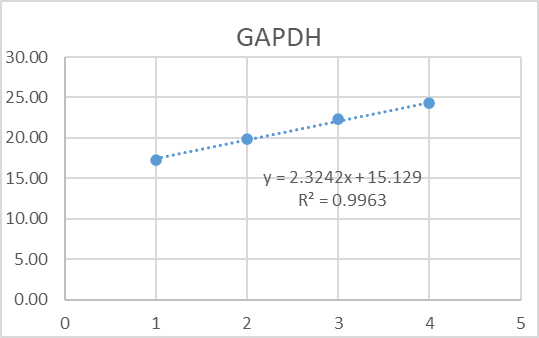 GAPDH
30.00
25.00
20.00
15.00
10.00
5.00
0.00
y = 2.3242x + 15.129
R² = 0.9963
0 1 2 3 4 5